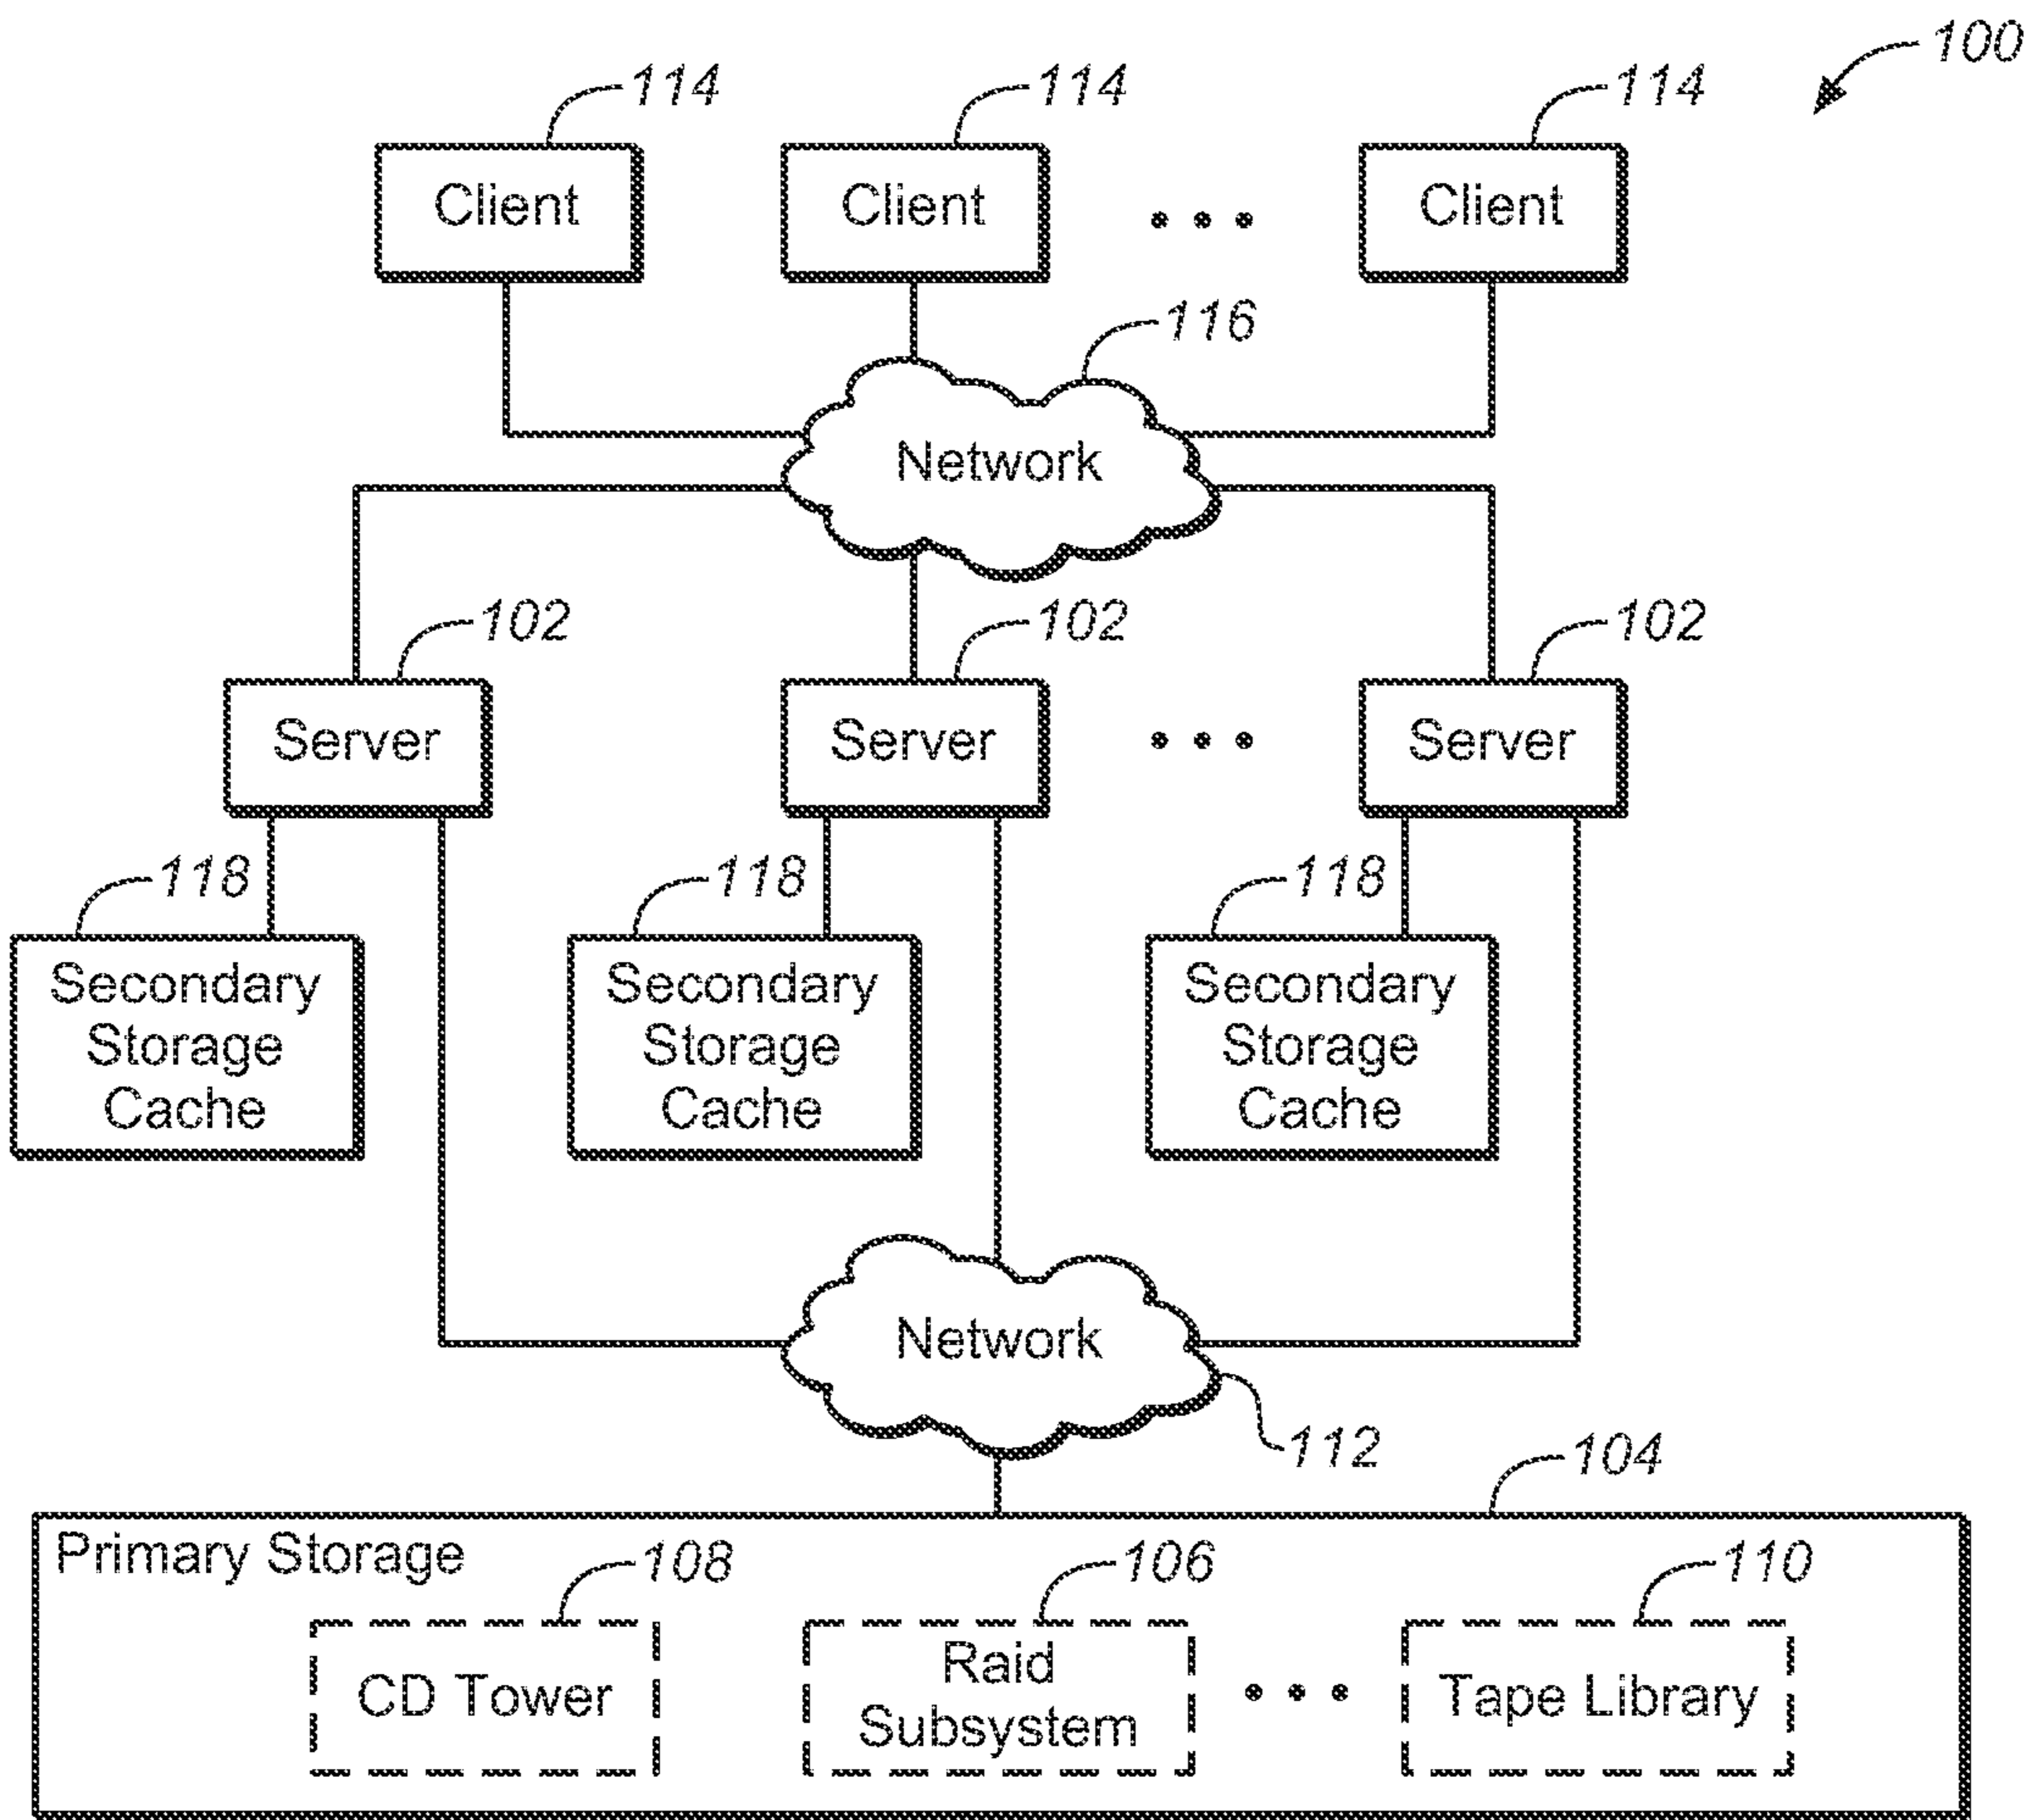 100
114
114
114
Client
Client
• • •
Client
116
Network
102
102
102
Server
Server
• • •
Server
118
118
118
Secondary
Storage
Cache
Secondary
Storage
Cache
Secondary
Storage
Cache
Network
112
104
Primary Storage
108
106
110
CD Tower
Raid
Subsystem
• • •
Tape Library